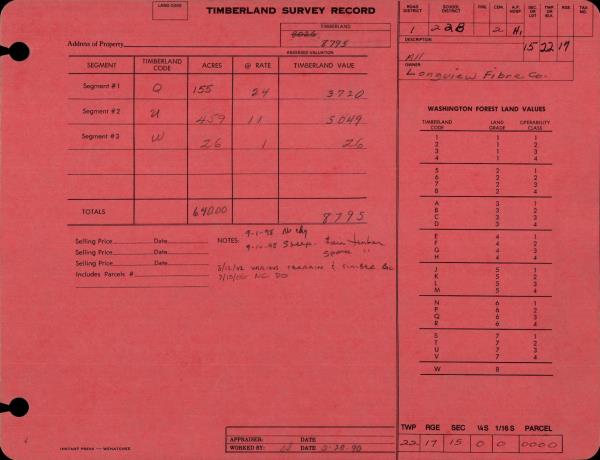 LAND CODE
TIMBERLAND SURVEY RECORD
TIMBERLAND
8026
Address of Property 8795
ASSESSED VALUATION
SEGMENT TIMBERLAND CODE ACRES @ RATE TIMBERLAND VAUE
Segment #1 Q 155 24 3720
Segment #2 U 459 11 5049
Segment #3 W 26 1 26
TOTALS 640.00 8795
Selling Price Date
Selling Price Date
Selling Price Date
Includes Parcels #
NOTES: 9-1-98 No chg
Steep. timber
8/12/02 VARIOUS TERRAIN & TIMBER
NC DO
APPRAISER: DATE
WORKED BY: DATE 2-28-90
INSTANT PRESS — WENATCHEE
ROAD DISTRICT SCHOOL DISTRICT FIRE CEM. A.P. HOSP. SEC. OR LOT TWP. OR BLK. RGE. TAX NO.
1 22B 2 H1 15 22 17
DESCRIPTION
All
OWNER
Longview Fibre Co.
WASHINGTON FOREST LAND VALUES
TIMBERLAND CODE LAND GRADE OPERABILITY CLASS
1 1 1
2 1 2
3 1 3
4 1 4
5 2 1
6 2 2
7 2 3
8 2 4
A 3 1
B 3 2
C 3 3
D 3 4
E 4 1
F 4 2
G 4 3
H 4 4
J 5 1
K 5 2
L 5 3
M 5 4
N 6 1
P 6 2
Q 6 3
R 6 4
S 7 1
T 7 2
U 7 3
V 7 4
W 8
TWP RGE SEC ¼S 1/16 S PARCEL
22 17 15 0 0 0000